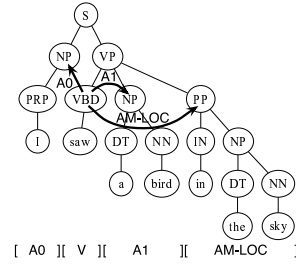 S
NP VP
A0 A1
PRP VBD NP PP
AM-LOC
I saw DT NN IN NP
a bird in DT NN
the sky
[ A0 ][ V ][ A1 ][ AM-LOC ]